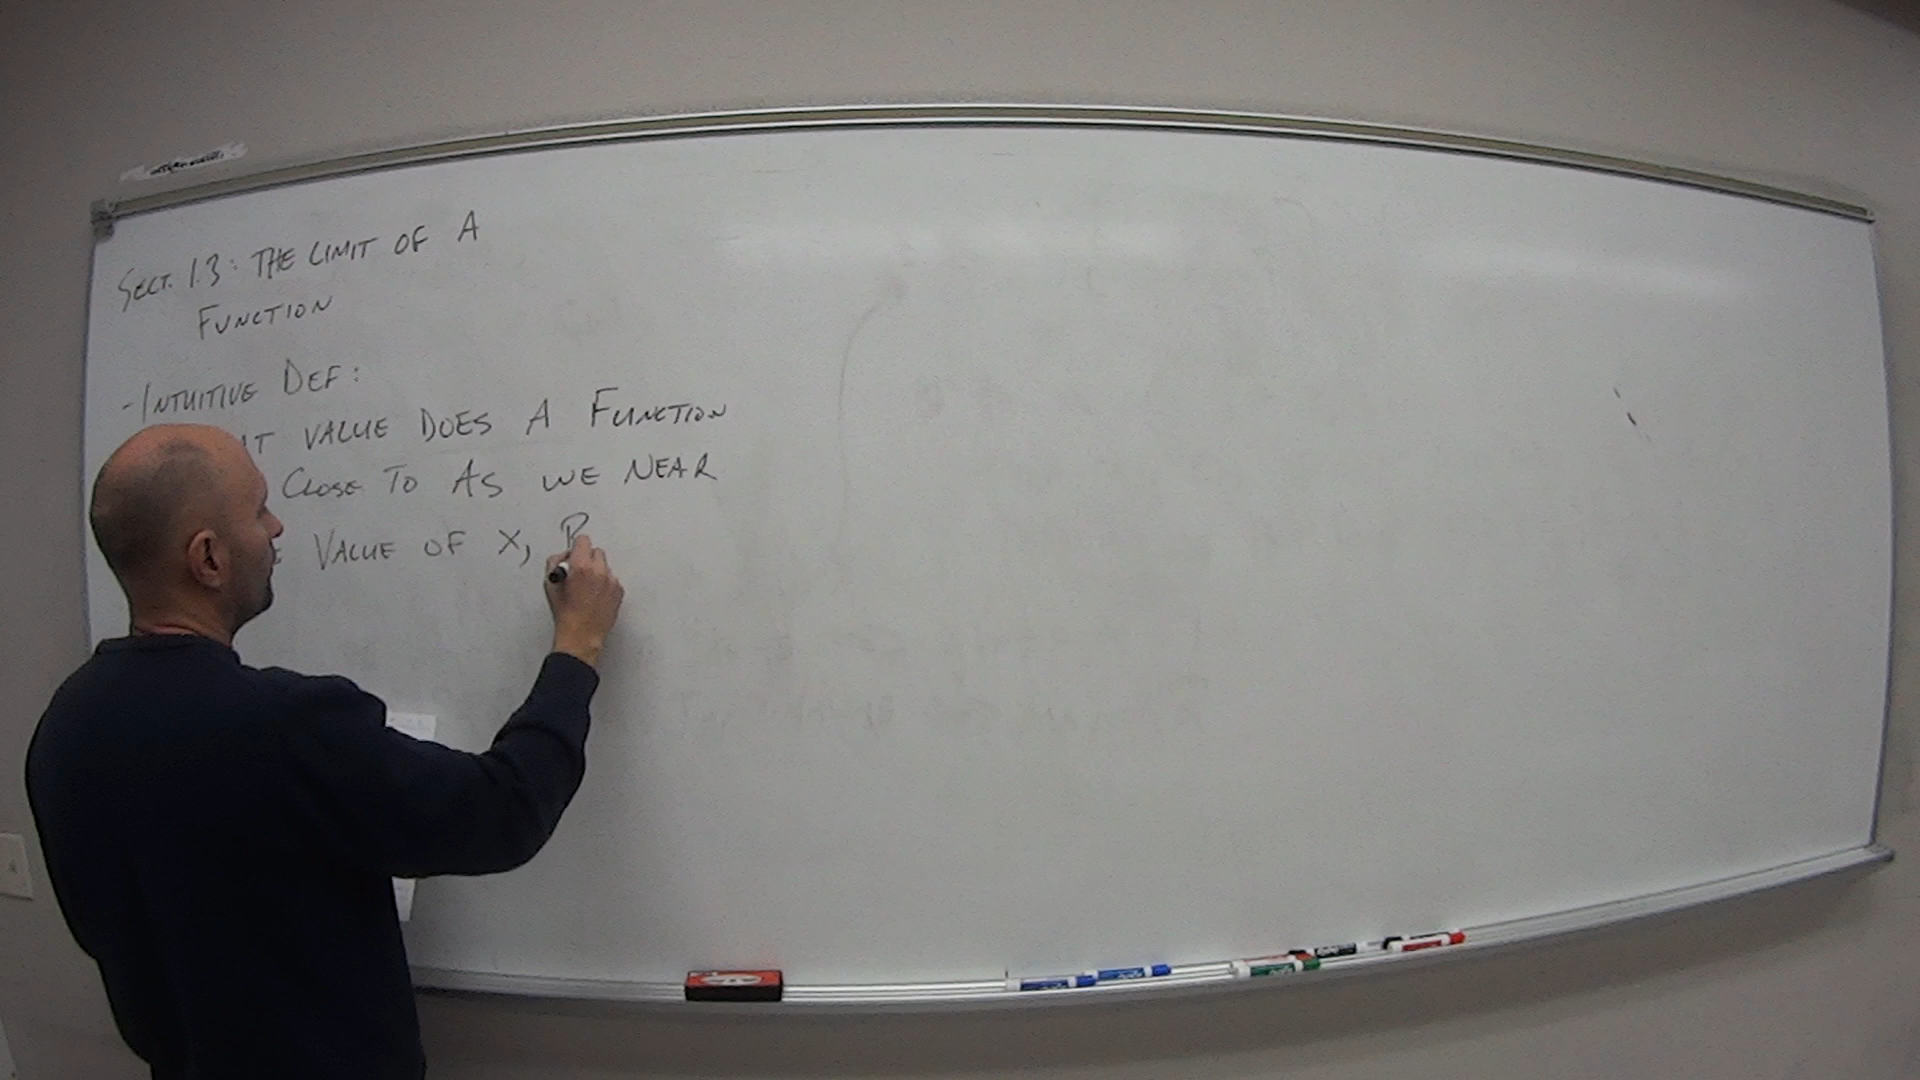 SECT. 1.3: THE LIMIT OF A
FUNCTION
- INTUITIVE DEF:
AT VALUE DOES A FUNCTION
CLOSE TO AS WE NEAR
E VALUE OF X, B